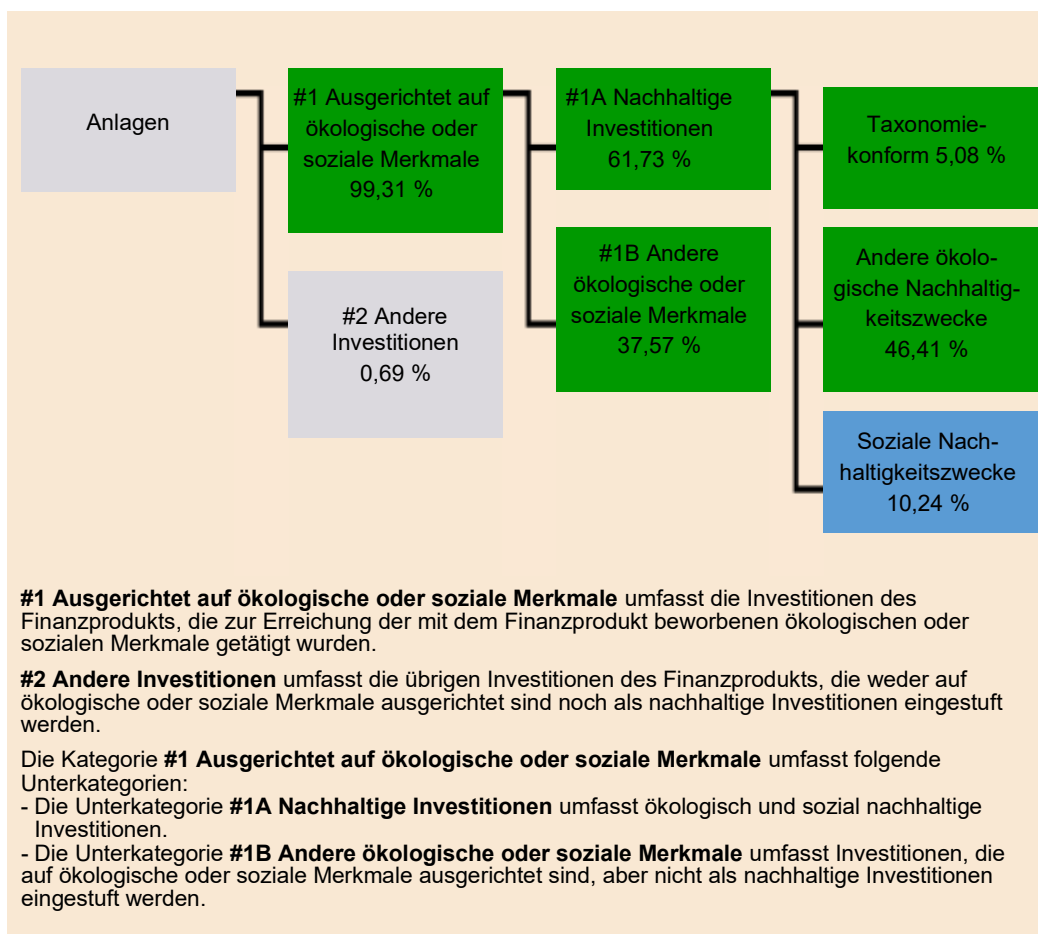 Anlagen
#1 Ausgerichtet auf
ökologische oder
soziale Merkmale
99,31 %
#2 Andere
Investitionen
0,69 %
#1A Nachhaltige
Investitionen
61,73 %
#1B Andere
ökologische oder
soziale Merkmale
37,57 %
Taxonomie-
konform 5,08 %
Andere ökolo-
gische Nachhaltig-
keitszwecke
46,41 %
Soziale Nach-
haltigkeitszwecke
10,24 %
#1 Ausgerichtet auf ökologische oder soziale Merkmale umfasst die Investitionen des
Finanzprodukts, die zur Erreichung der mit dem Finanzprodukt beworbenen ökologischen oder
sozialen Merkmale getätigt wurden.
#2 Andere Investitionen umfasst die übrigen Investitionen des Finanzprodukts, die weder auf
ökologische oder soziale Merkmale ausgerichtet sind noch als nachhaltige Investitionen eingestuft
werden.
Die Kategorie #1 Ausgerichtet auf ökologische oder soziale Merkmale umfasst folgende
Unterkategorien:
- Die Unterkategorie #1A Nachhaltige Investitionen umfasst ökologisch und sozial nachhaltige
Investitionen.
- Die Unterkategorie #1B Andere ökologische oder soziale Merkmale umfasst Investitionen, die
auf ökologische oder soziale Merkmale ausgerichtet sind, aber nicht als nachhaltige Investitionen
eingestuft werden.